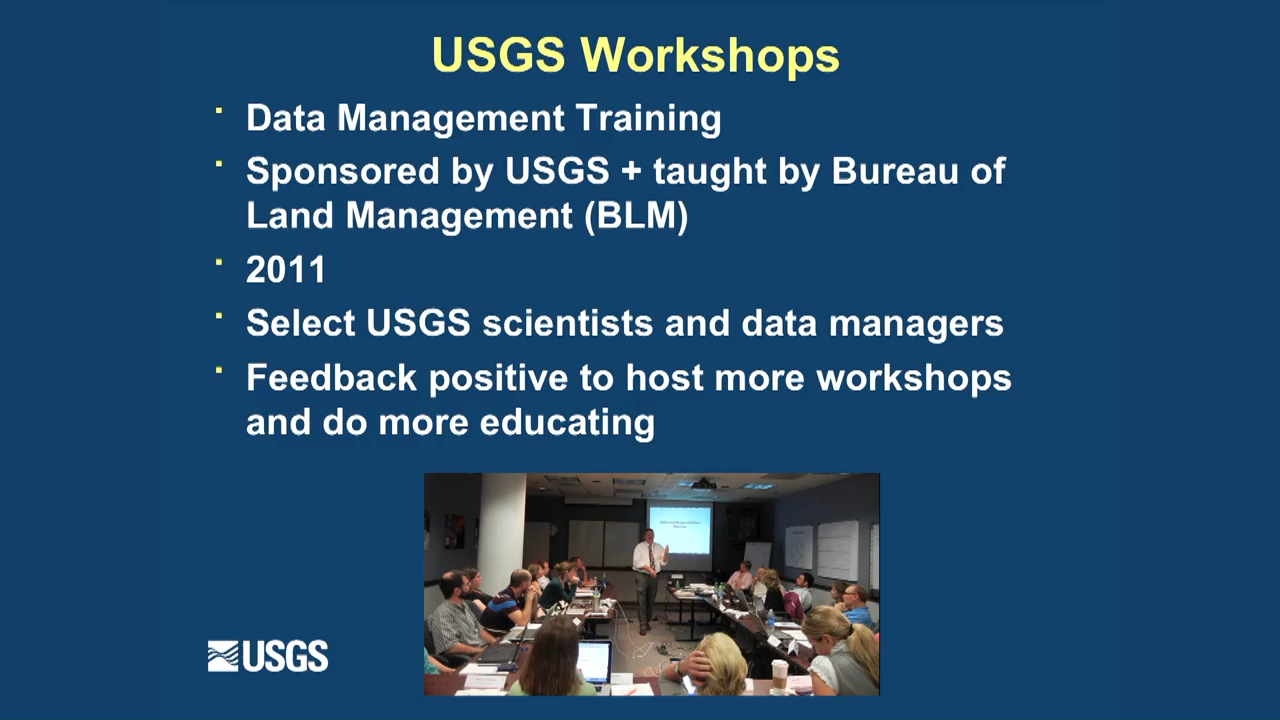 USGS Workshops
Data Management Training
Sponsored by USGS + taught by Bureau of
Land Management (BLM)
2011
Select USGS scientists and data managers
Feedback positive to host more workshops
and do more educating
USGS